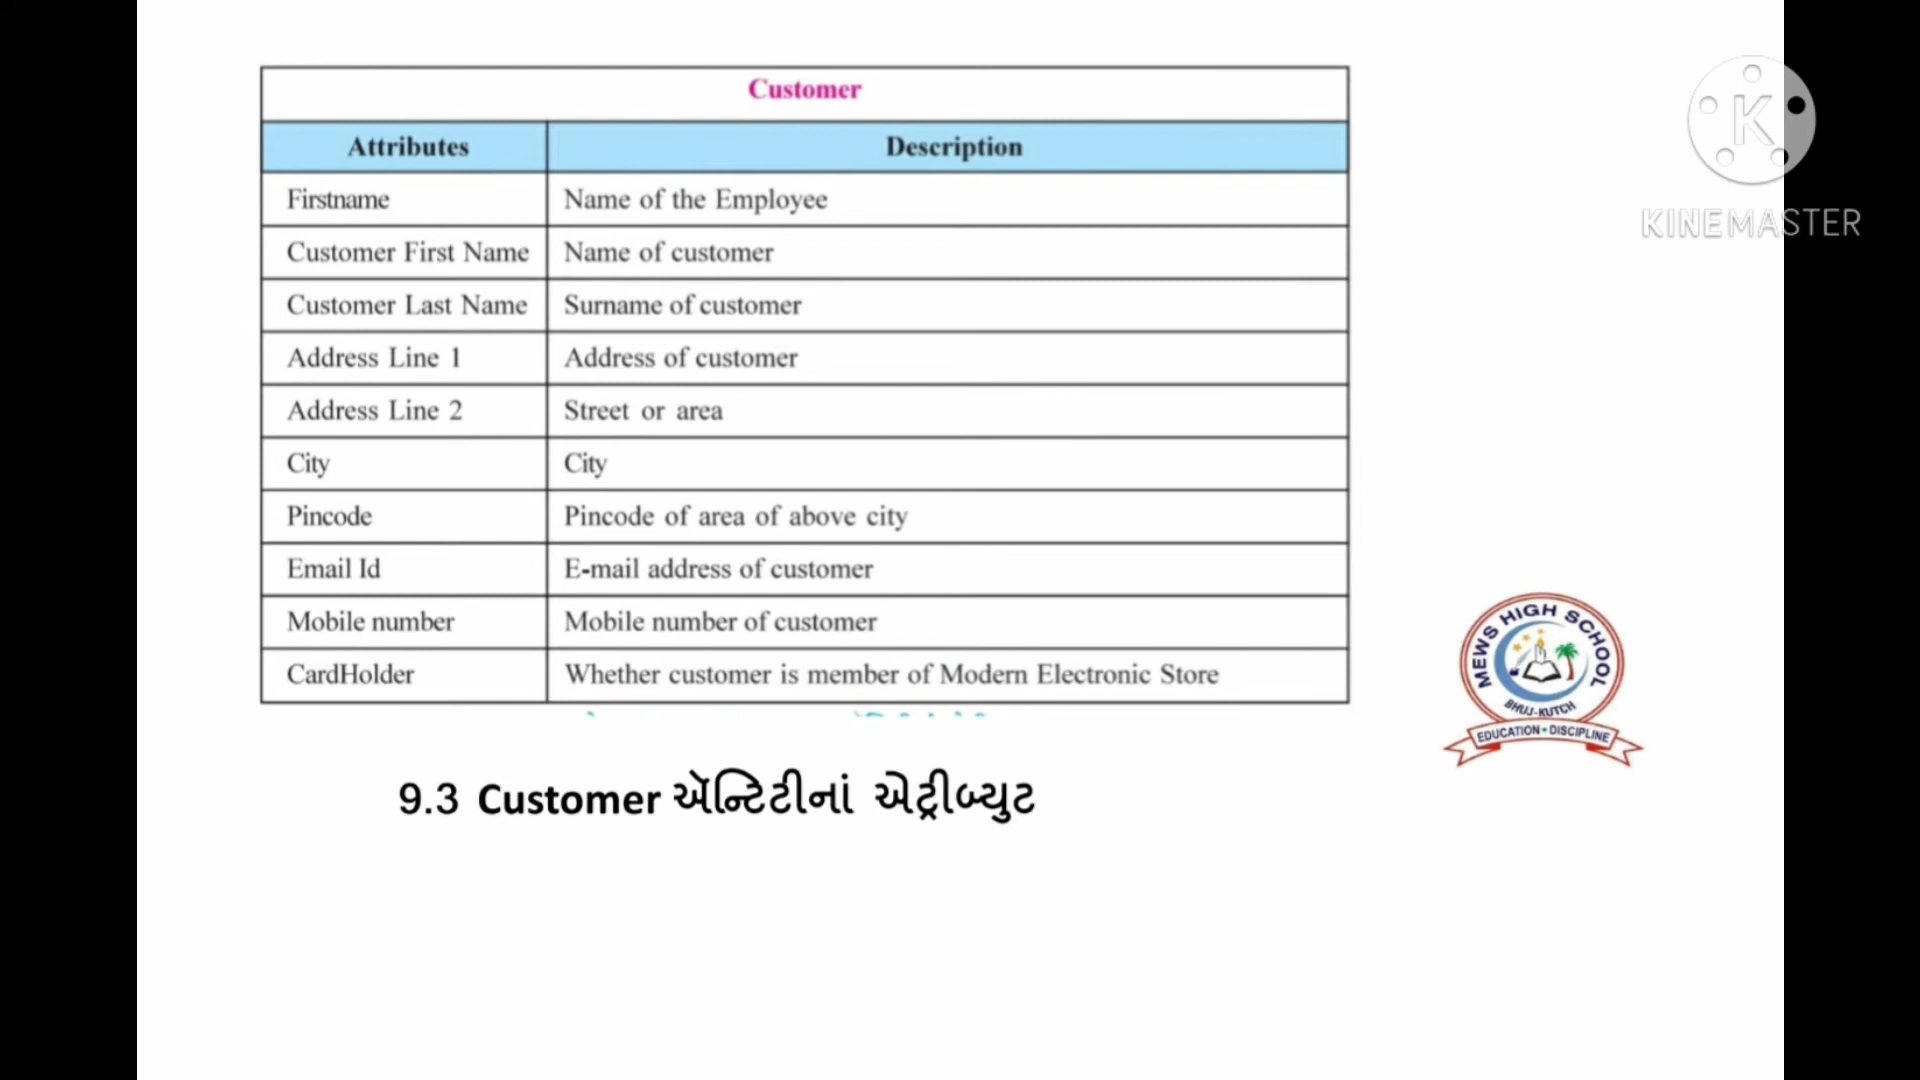 Customer
Attributes Description
Firstname Name of the Employee
Customer First Name Name of customer
Customer Last Name Surname of customer
Address Line 1 Address of customer
Address Line 2 Street or area
City City
Pincode Pincode of area of above city
Email Id E-mail address of customer
Mobile number Mobile number of customer
CardHolder Whether customer is member of Modern Electronic Store
9.3 Customer ઍન્ટિટીનાં એટ્રીબ્યુટ
K
KINEMASTER
MEWS HIGH SCHOOL
BHUJ-KUTCH
EDUCATION • DISCIPLINE